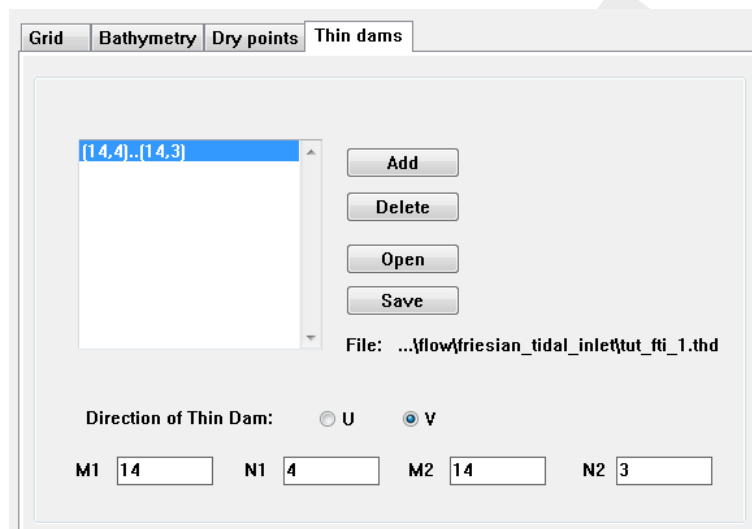 Grid Bathymetry Dry points Thin dams
(14,4)..(14,3)
Add
Delete
Open
Save
File: ...\flow\friesian_tidal_inlet\tut_fti_1.thd
Direction of Thin Dam: U V
M1 14 N1 4 M2 14 N2 3